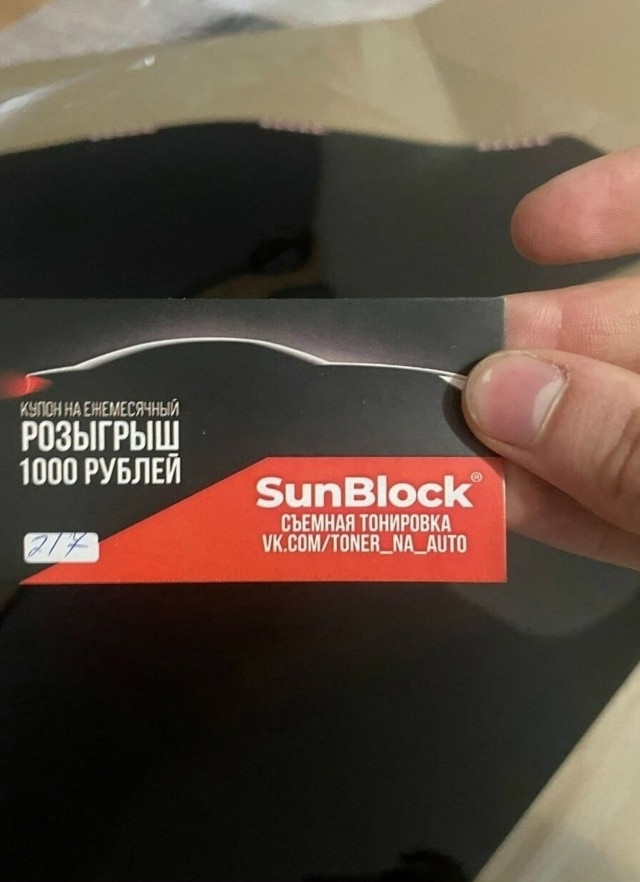 КУПОН НА ЕЖЕМЕСЯЧНЫЙ
РОЗЫГРЫШ
1000 РУБЛЕЙ
217
SunBlock®
СЪЕМНАЯ ТОНИРОВКА
VK.COM/TONER_NA_AUTO